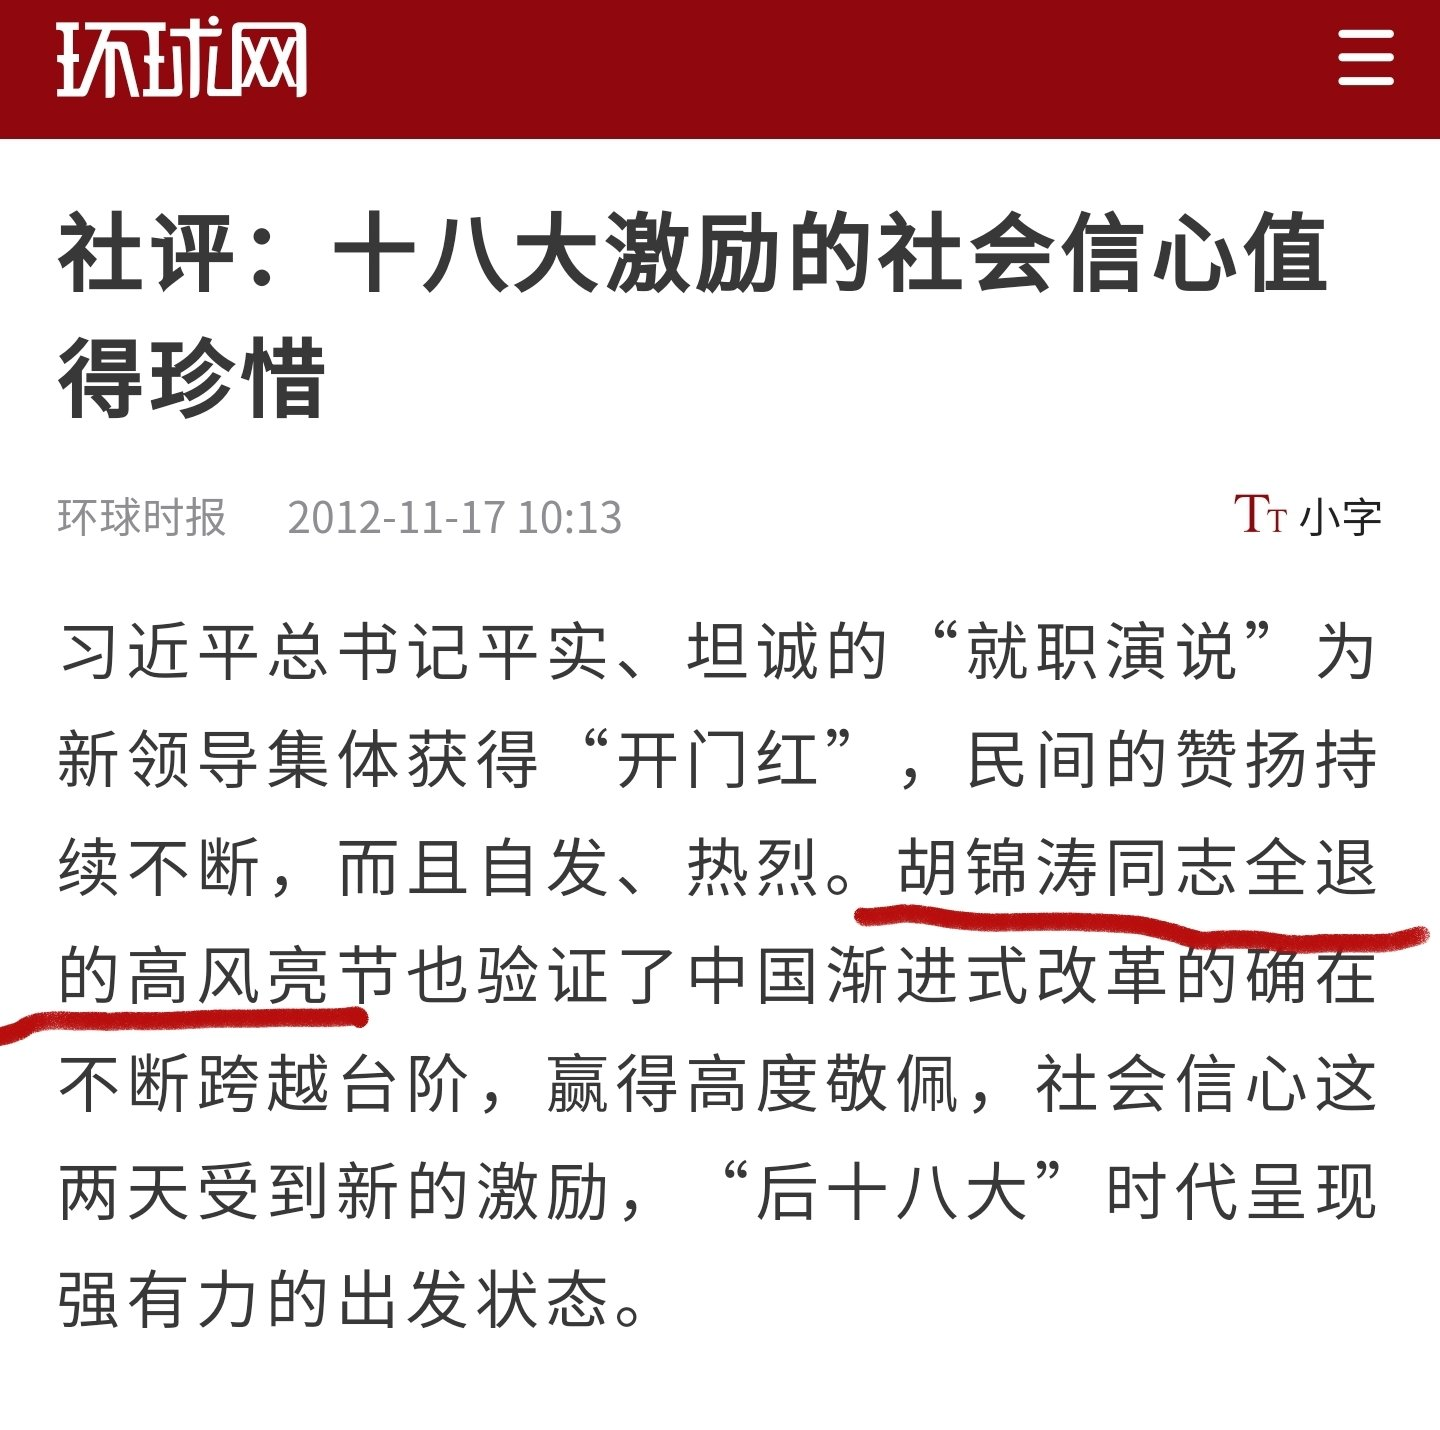 环球网
社评：十八大激励的社会信心值
得珍惜
环球时报 2012-11-17 10:13 TT 小字
习近平总书记平实、坦诚的“就职演说”为
新领导集体获得“开门红”，民间的赞扬持
续不断，而且自发、热烈。胡锦涛同志全退
的高风亮节也验证了中国渐进式改革的确在
不断跨越台阶，赢得高度敬佩，社会信心这
两天受到新的激励，“后十八大”时代呈现
强有力的出发状态。